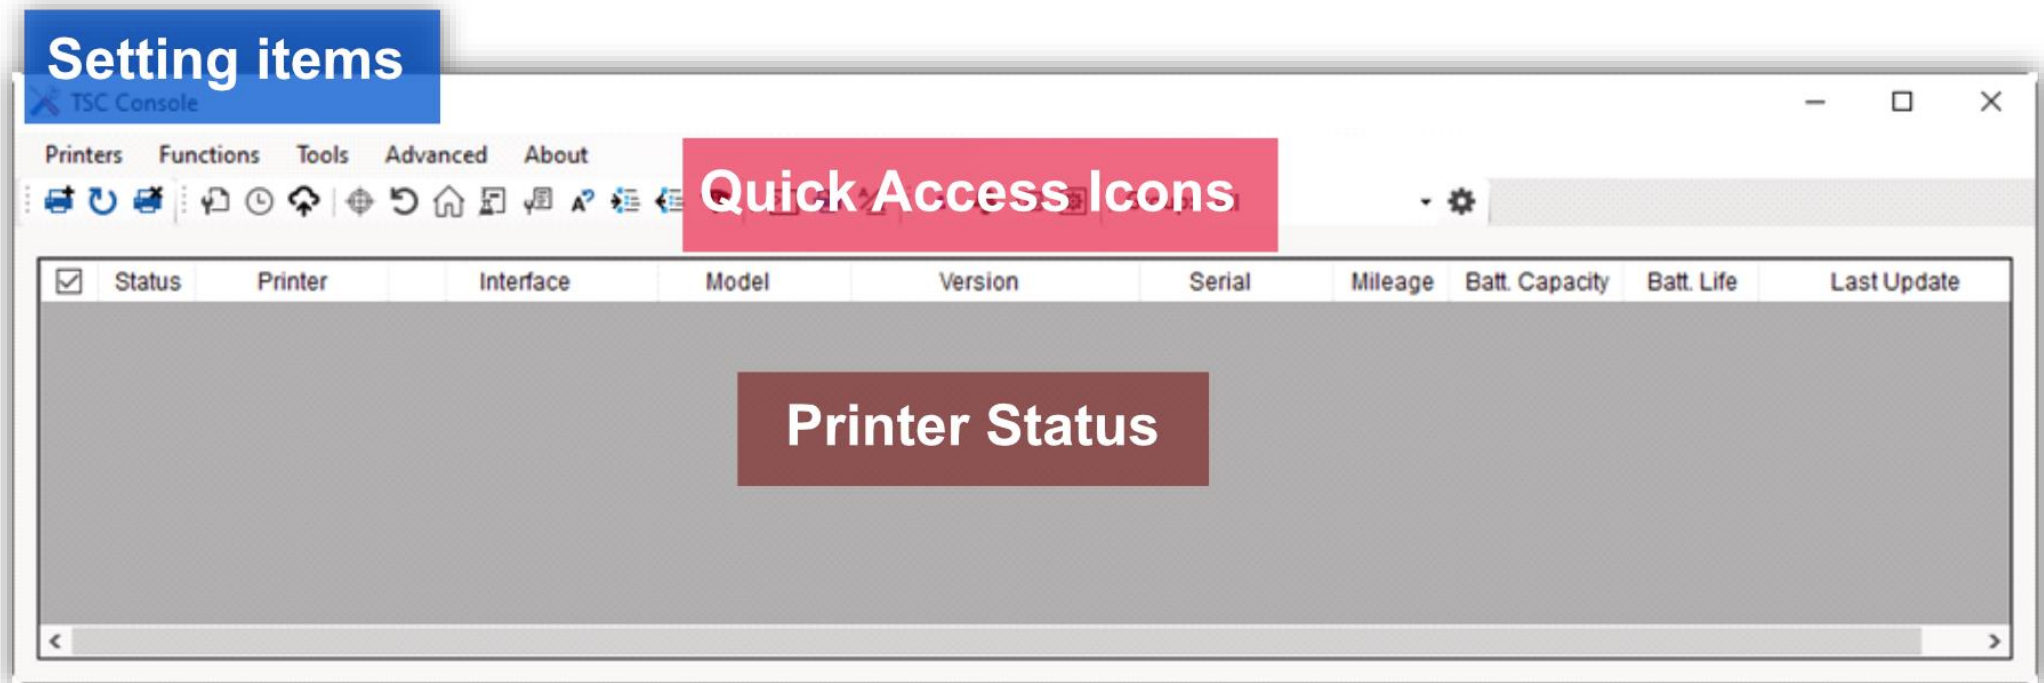 Setting items
TSC Console
Printers Functions Tools Advanced About
Quick Access Icons
Status Printer Interface Model Version Serial Mileage Batt. Capacity Batt. Life Last Update
Printer Status